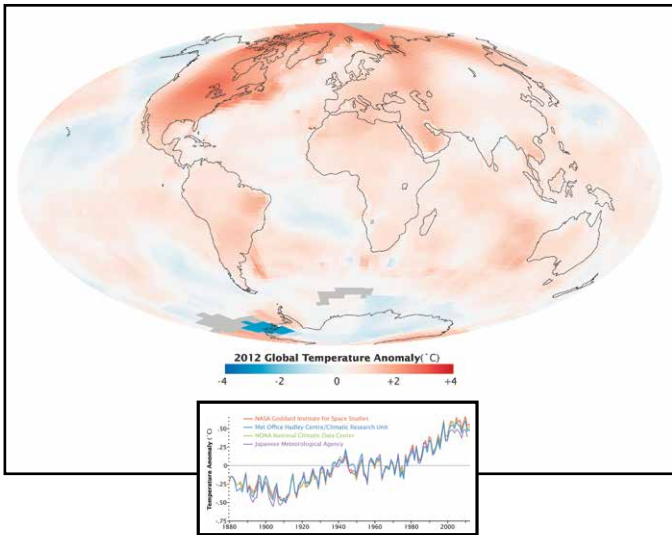 2012 Global Temperature Anomaly(˚C)
-4 -2 0 +2 +4
Temperature Anomaly (˚C)
NASA Goddard Institute for Space Studies
Met Office Hadley Centre/Climatic Research Unit
NOAA National Climatic Data Center
Japanese Meteorological Agency
.50
.25
0
-.25
-.50
-.75
1880 1900 1920 1940 1960 1980 2000